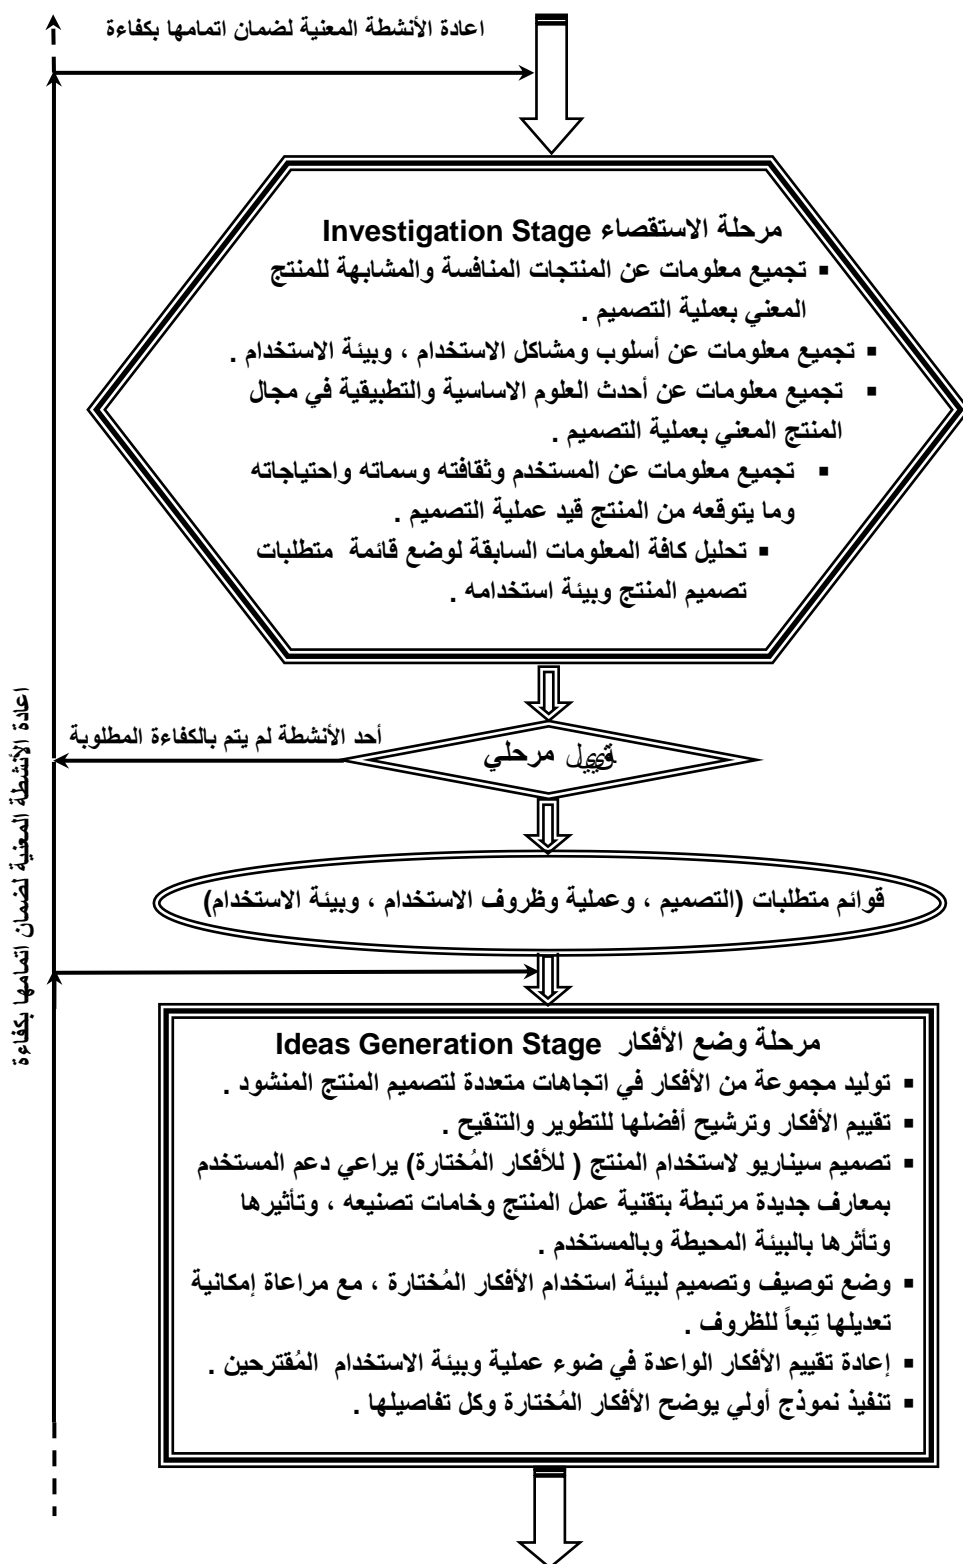 اعادة الأنشطة المعنية لضمان اتمامها بكفاءة
مرحلة الاستقصاء Investigation Stage
▪ تجميع معلومات عن المنتجات المنافسة والمشابهة للمنتج
المعني بعملية التصميم .
▪ تجميع معلومات عن أسلوب ومشاكل الاستخدام ، وبيئة الاستخدام .
▪ تجميع معلومات عن أحدث العلوم الاساسية والتطبيقية في مجال
المنتج المعني بعملية التصميم .
▪ تجميع معلومات عن المستخدم وثقافته وسماته واحتياجاته
وما يتوقعه من المنتج قيد عملية التصميم .
▪ تحليل كافة المعلومات السابقة لوضع قائمة متطلبات
تصميم المنتج وبيئة استخدامه .
أحد الأنشطة لم يتم بالكفاءة المطلوبة
مرحلي
اعادة الأنشطة المعنية لضمان اتمامها بكفاءة
قوائم متطلبات (التصميم ، وعملية وظروف الاستخدام ، وبيئة الاستخدام)
مرحلة وضع الأفكار Ideas Generation Stage
▪ توليد مجموعة من الأفكار في اتجاهات متعددة لتصميم المنتج المنشود .
▪ تقييم الأفكار وترشيح أفضلها للتطوير والتنقيح .
▪ تصميم سيناريو لاستخدام المنتج ( للأفكار المُختارة) يراعي دعم المستخدم
بمعارف جديدة مرتبطة بتقنية عمل المنتج وخامات تصنيعه ، وتأثيرها
وتأثرها بالبيئة المحيطة وبالمستخدم .
▪ وضع توصيف وتصميم لبيئة استخدام الأفكار المُختارة ، مع مراعاة إمكانية
تعديلها تِبعاً للظروف .
▪ إعادة تقييم الأفكار الواعدة في ضوء عملية وبيئة الاستخدام المُقترحين .
▪ تنفيذ نموذج أولي يوضح الأفكار المُختارة وكل تفاصيلها .